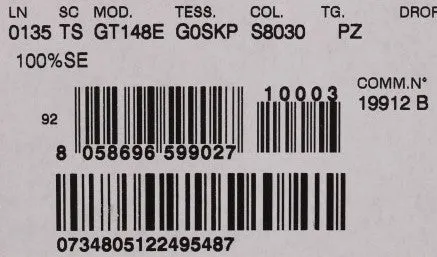 LN SC MOD. TESS. COL. TG. DROP
0135 TS GT148E G0SKP S8030 PZ
100%SE
10003
COMM.N°
19912 B
92
8 058696 599027
0734805122495487